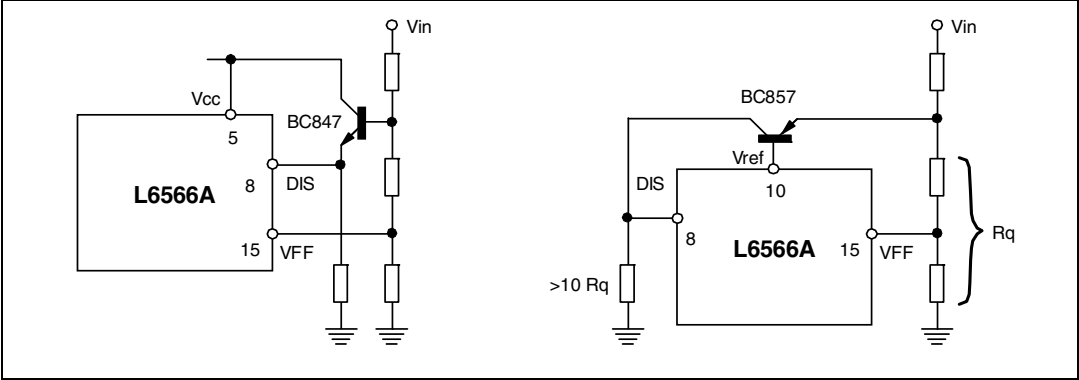 Vin
Vcc
5
BC847
8
DIS
L6566A
15
VFF
Vin
BC857
Vref
10
DIS
8
L6566A
15
VFF
Rq
>10 Rq